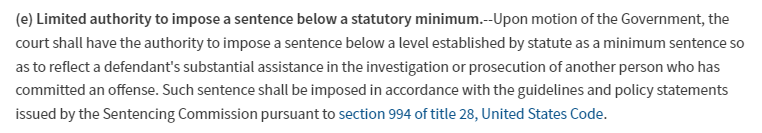 (e) Limited authority to impose a sentence below a statutory minimum.--Upon motion of the Government, the
court shall have the authority to impose a sentence below a level established by statute as a minimum sentence so
as to reflect a defendant's substantial assistance in the investigation or prosecution of another person who has
committed an offense. Such sentence shall be imposed in accordance with the guidelines and policy statements
issued by the Sentencing Commission pursuant to section 994 of title 28, United States Code.